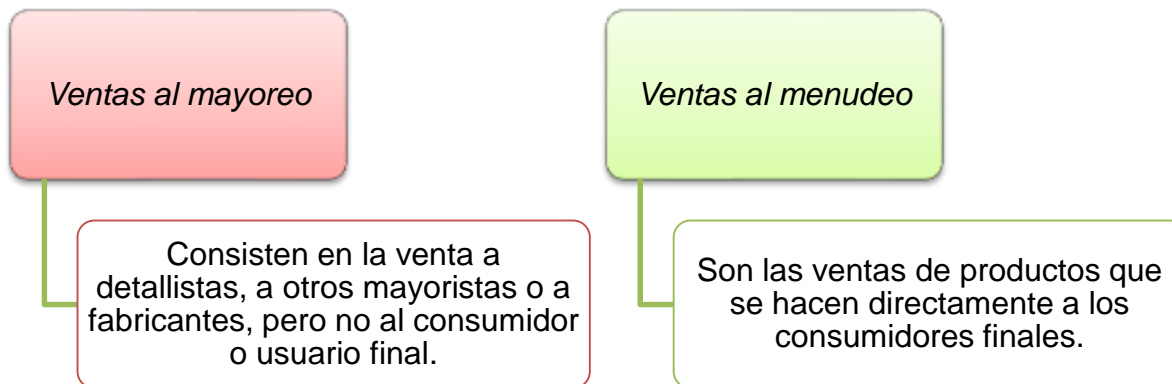 Ventas al mayoreo
Consisten en la venta a
detallistas, a otros mayoristas o a
fabricantes, pero no al consumidor
o usuario final.
Ventas al menudeo
Son las ventas de productos que
se hacen directamente a los
consumidores finales.